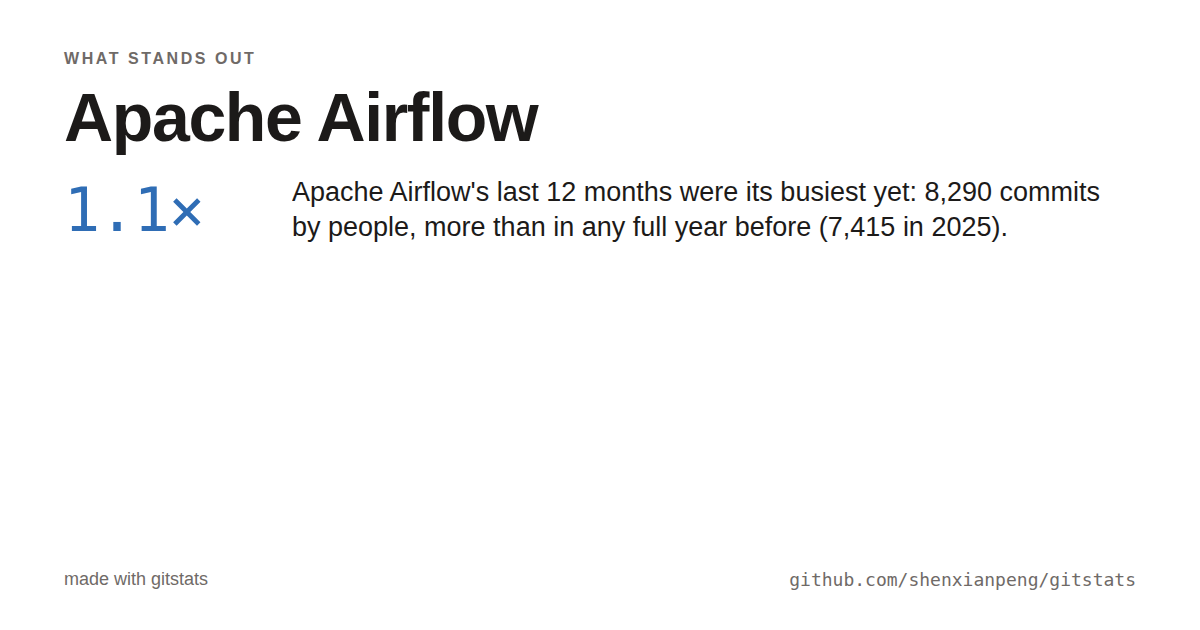 WHAT STANDS OUT
Apache Airflow
1.1×
Apache Airflow's last 12 months were its busiest yet: 8,290 commits
by people, more than in any full year before (7,415 in 2025).
made with gitstats
github.com/shenxianpeng/gitstats